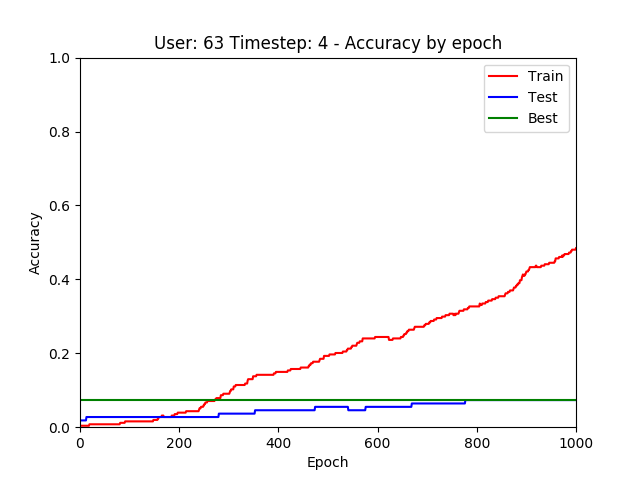 User: 63 Timestep: 4 - Accuracy by epoch
1.0
0.8
0.6
0.4
0.2
0.0
Accuracy
Train
Test
Best
0 200 400 600 800 1000
Epoch